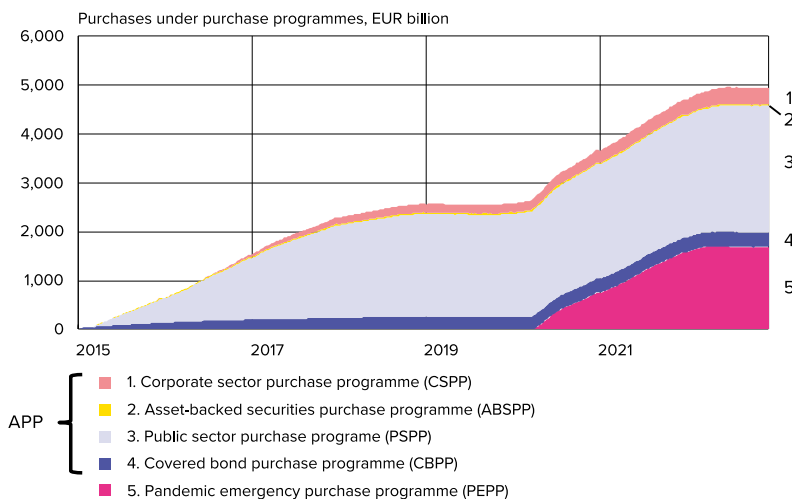 Purchases under purchase programmes, EUR billion
6,000
5,000
4,000
3,000
2,000
1,000
0
1
2
3
4
5
2015
2017
2019
2021
APP
1. Corporate sector purchase programme (CSPP)
2. Asset-backed securities purchase programme (ABSPP)
3. Public sector purchase programe (PSPP)
4. Covered bond purchase programme (CBPP)
5. Pandemic emergency purchase programme (PEPP)